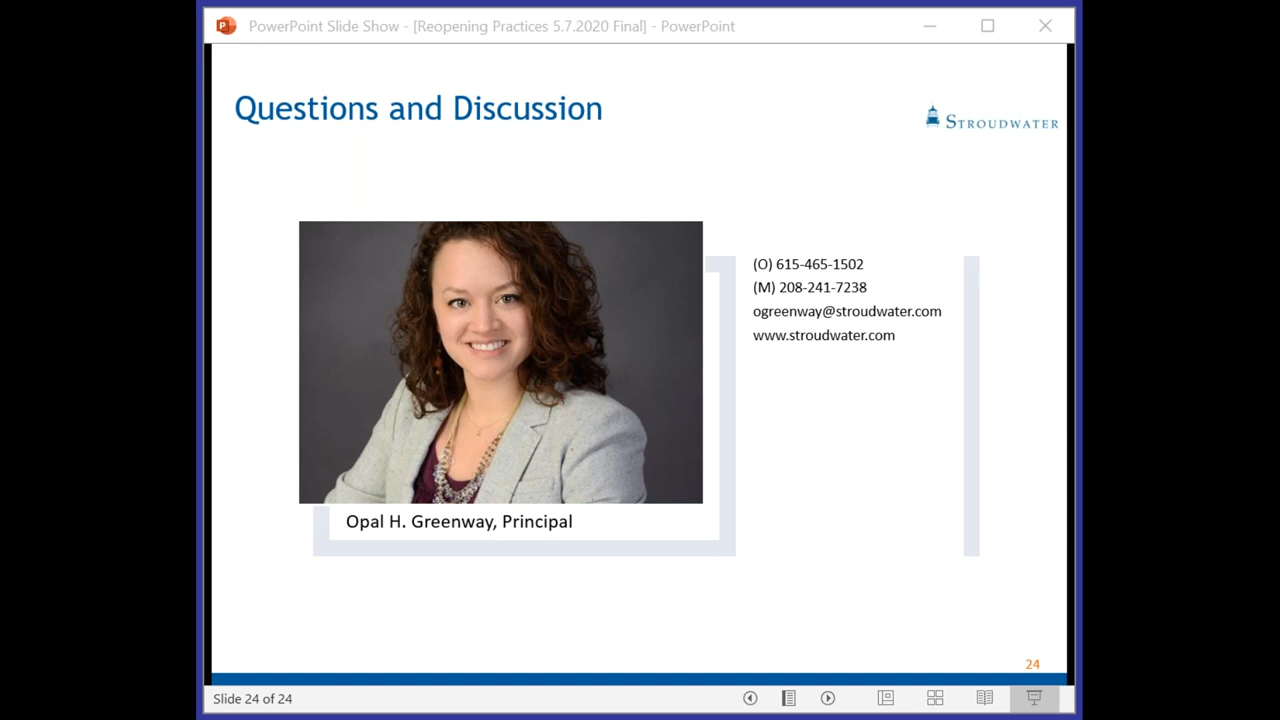 PowerPoint Slide Show - [Reopening Practices 5.7.2020 Final] - PowerPoint
Questions and Discussion
STROUDWATER
(O) 615-465-1502
(M) 208-241-7238
ogreenway@stroudwater.com
www.stroudwater.com
Opal H. Greenway, Principal
24
Slide 24 of 24